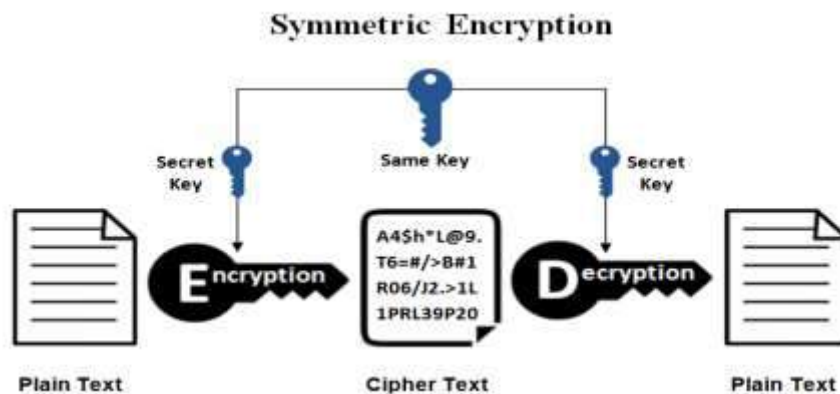 Symmetric Encryption
Secret
Key
Same Key
Secret
Key
Encryption
A4$h*L@9.
T6=#/>B#1
R06/J2.>1L
1PRL39P20
Decryption
Plain Text
Cipher Text
Plain Text